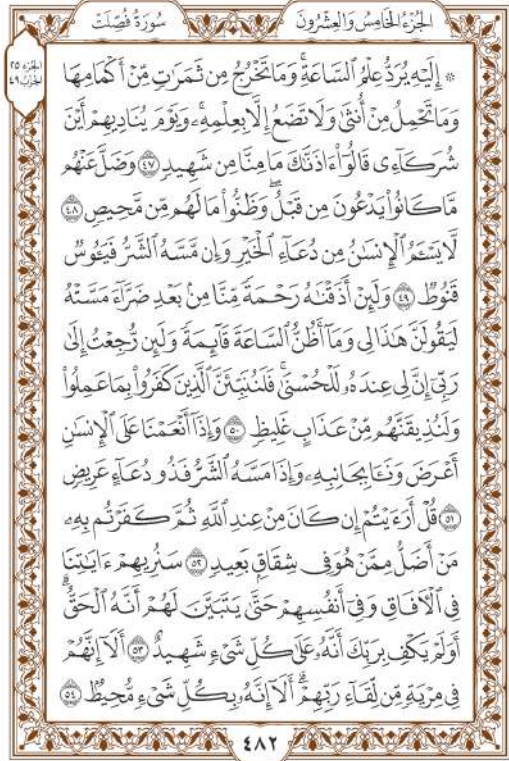 الجزء الخامس والعشرون
سورة فصلت
الجزء ٢٥
الحزب ٤٩
۞ إِلَيْهِ يُرَدُّ عِلْمُ ٱلسَّاعَةِۚ وَمَا تَخْرُجُ مِن ثَمَرَٰتٍ مِّنْ أَكْمَامِهَا
وَمَا تَحْمِلُ مِنْ أُنثَىٰ وَلَا تَضَعُ إِلَّا بِعِلْمِهِۦۚ وَيَوْمَ يُنَادِيهِمْ أَيْنَ
شُرَكَآءِى قَالُوٓاْ ءَاذَنَّٰكَ مَا مِنَّا مِن شَهِيدٍ ٤٧ وَضَلَّ عَنْهُم
مَّا كَانُواْ يَدْعُونَ مِن قَبْلُۖ وَظَنُّواْ مَا لَهُم مِّن مَّحِيصٍ ٤٨
لَّا يَسْـَٔمُ ٱلْإِنسَٰنُ مِن دُعَآءِ ٱلْخَيْرِ وَإِن مَّسَّهُ ٱلشَّرُّ فَيَـُٔوسٌ
قَنُوطٌ ٤٩ وَلَئِنْ أَذَقْنَٰهُ رَحْمَةً مِّنَّا مِنۢ بَعْدِ ضَرَّآءَ مَسَّتْهُ
لَيَقُولَنَّ هَٰذَا لِى وَمَآ أَظُنُّ ٱلسَّاعَةَ قَآئِمَةً وَلَئِن رُّجِعْتُ إِلَىٰ
رَبِّىٓ إِنَّ لِى عِندَهُۥ لَلْحُسْنَىٰۚ فَلَنُنَبِّئَنَّ ٱلَّذِينَ كَفَرُواْ بِمَا عَمِلُواْ
وَلَنُذِيقَنَّهُم مِّنْ عَذَابٍ غَلِيظٍ ٥٠ وَإِذَآ أَنْعَمْنَا عَلَى ٱلْإِنسَٰنِ
أَعْرَضَ وَنَـَٔا بِجَانِبِهِۦ وَإِذَا مَسَّهُ ٱلشَّرُّ فَذُو دُعَآءٍ عَرِيضٍ
٥١ قُلْ أَرَءَيْتُمْ إِن كَانَ مِنْ عِندِ ٱللَّهِ ثُمَّ كَفَرْتُم بِهِۦ
مَنْ أَضَلُّ مِمَّنْ هُوَ فِى شِقَاقٍۭ بَعِيدٍ ٥٢ سَنُرِيهِمْ ءَايَٰتِنَا
فِى ٱلْـَٔافَاقِ وَفِىٓ أَنفُسِهِمْ حَتَّىٰ يَتَبَيَّنَ لَهُمْ أَنَّهُ ٱلْحَقُّۗ
أَوَلَمْ يَكْفِ بِرَبِّكَ أَنَّهُۥ عَلَىٰ كُلِّ شَىْءٍ شَهِيدٌ ٥٣ أَلَآ إِنَّهُمْ
فِى مِرْيَةٍ مِّن لِّقَآءِ رَبِّهِمْۗ أَلَآ إِنَّهُۥ بِكُلِّ شَىْءٍ مُّحِيطٌۢ ٥٤
٤٨٢